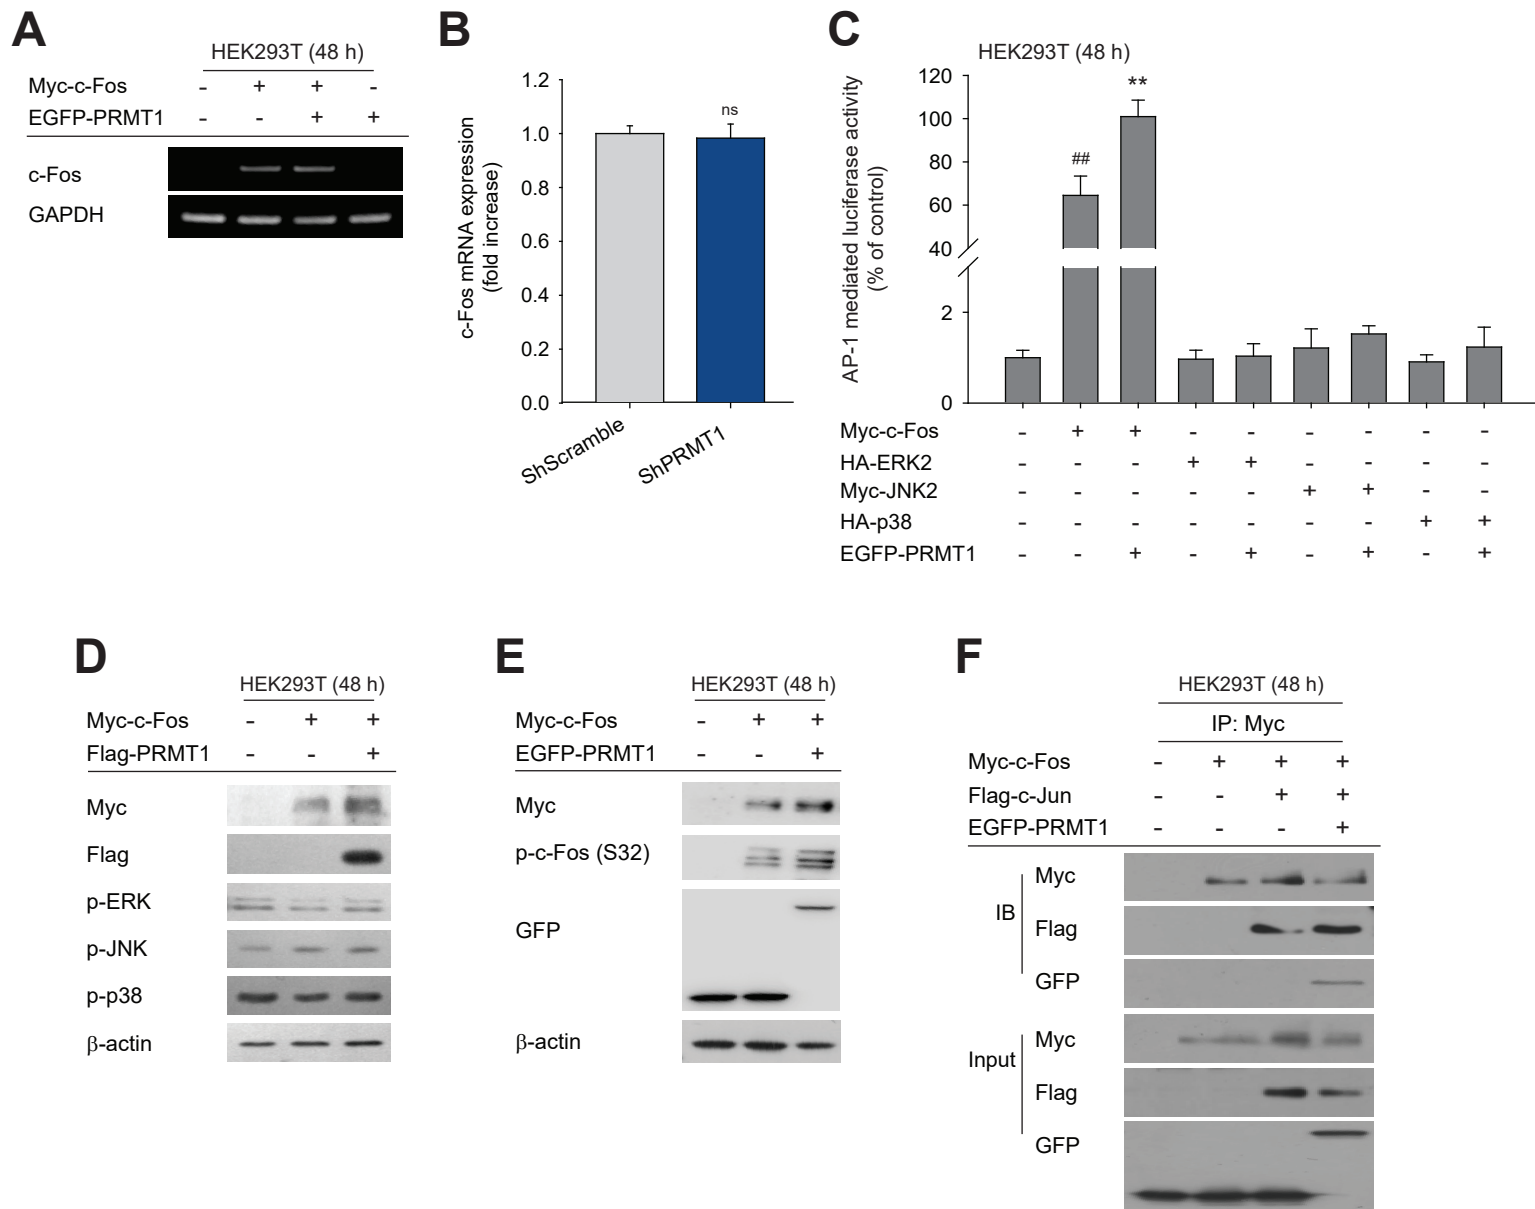 A
HEK293T (48 h)
Myc-c-Fos - + + -
EGFP-PRMT1 - - + +
c-Fos
GAPDH
B
c-Fos mRNA expression
(fold increase)
1.2
1.0
0.8
0.6
0.4
0.2
0.0
ns
ShScramble
ShPRMT1
C
HEK293T (48 h)
AP-1 mediated luciferase activity
(% of control)
120
100
80
60
40
2
0
##
**
Myc-c-Fos - + + - - - - - -
HA-ERK2 - - - + + - - - -
Myc-JNK2 - - - - - + + - -
HA-p38 - - - - - - - + +
EGFP-PRMT1 - - + - + - + - +
D
HEK293T (48 h)
Myc-c-Fos - + +
Flag-PRMT1 - - +
Myc
Flag
p-ERK
p-JNK
p-p38
β-actin
E
HEK293T (48 h)
Myc-c-Fos - + +
EGFP-PRMT1 - - +
Myc
p-c-Fos (S32)
GFP
β-actin
F
HEK293T (48 h)
IP: Myc
Myc-c-Fos - + + +
Flag-c-Jun - - + +
EGFP-PRMT1 - - - +
IB
Myc
Flag
GFP
Input
Myc
Flag
GFP